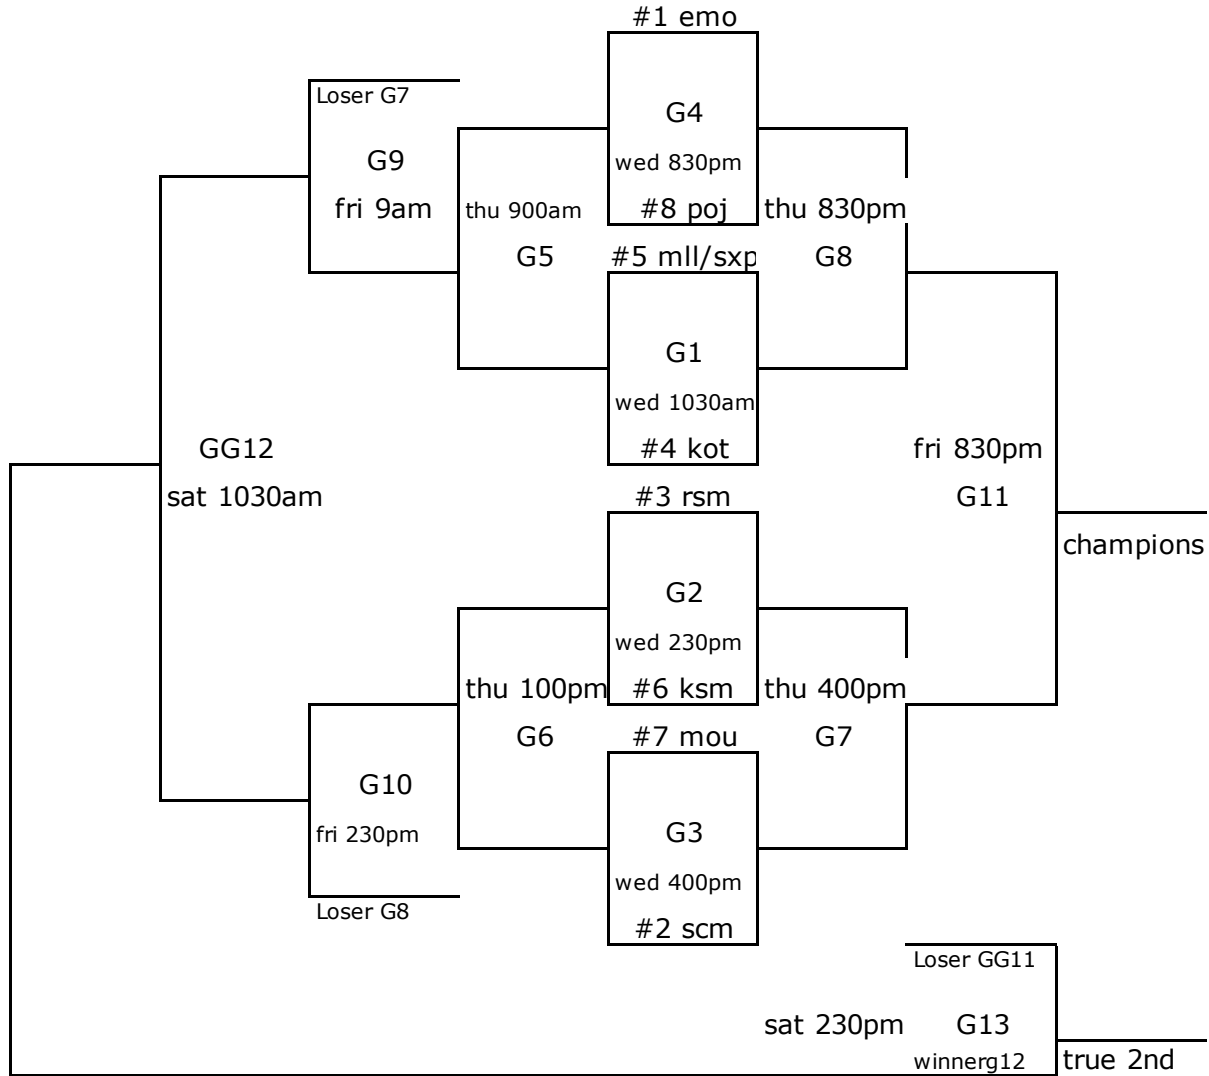 #1 emo
Loser G7
G4
G9
wed 830pm
fri 9am
thu 900am
#8 poj
thu 830pm
G5
#5 mll/sxp
G8
G1
wed 1030am
GG12
#4 kot
fri 830pm
sat 1030am
#3 rsm
G11
champions
G2
wed 230pm
thu 100pm
#6 ksm
thu 400pm
G6
#7 mou
G7
G10
fri 230pm
G3
wed 400pm
Loser G8
#2 scm
Loser GG11
sat 230pm
G13
winnerg12
true 2nd